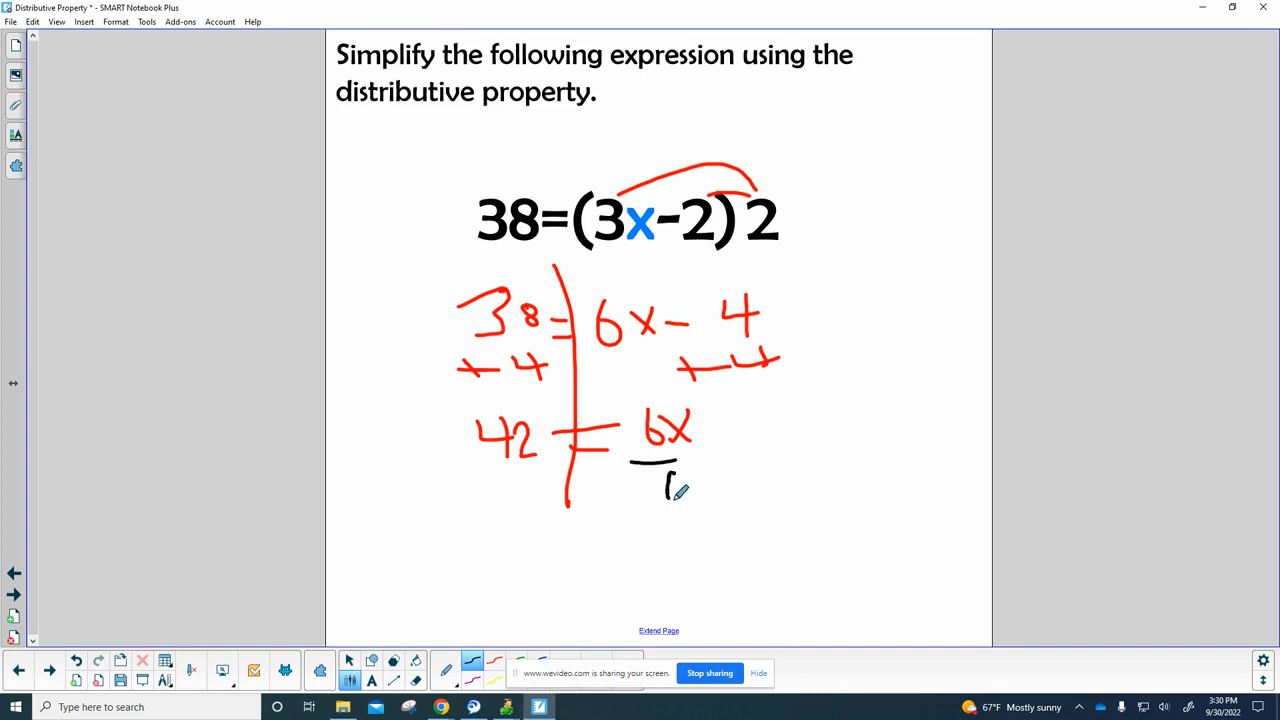 Distributive Property * - SMART Notebook Plus
File Edit View Insert Format Tools Add-ons Account Help
Simplify the following expression using the
distributive property.
38=(3x-2)2
38 = 6x - 4
+ 4 + 4
42 = 6x
Extend Page
www.wevideo.com is sharing your screen. Stop sharing Hide
Type here to search
67°F Mostly sunny
3:30 PM
9/30/2022